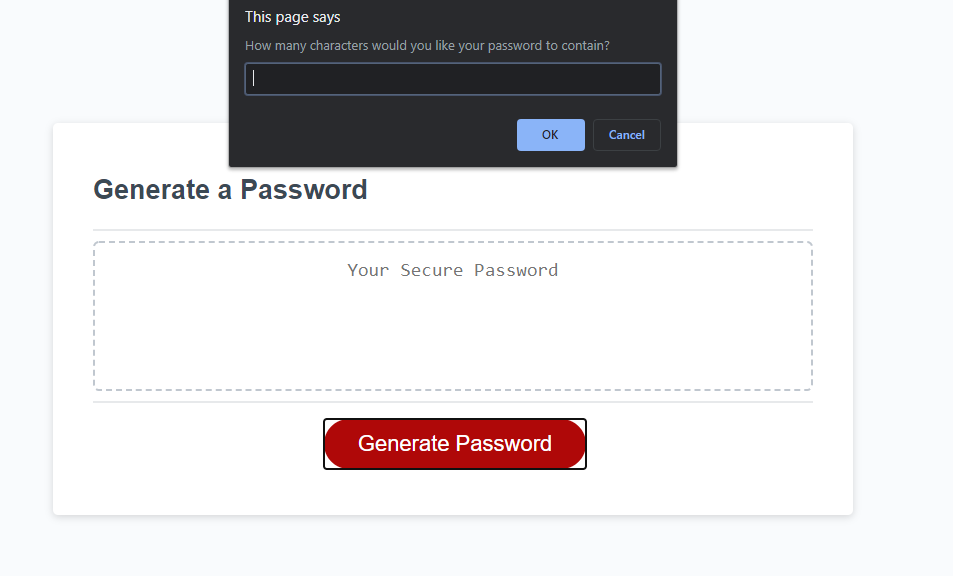 This page says
How many characters would you like your password to contain?
OK
Cancel
Generate a Password
Your Secure Password
Generate Password